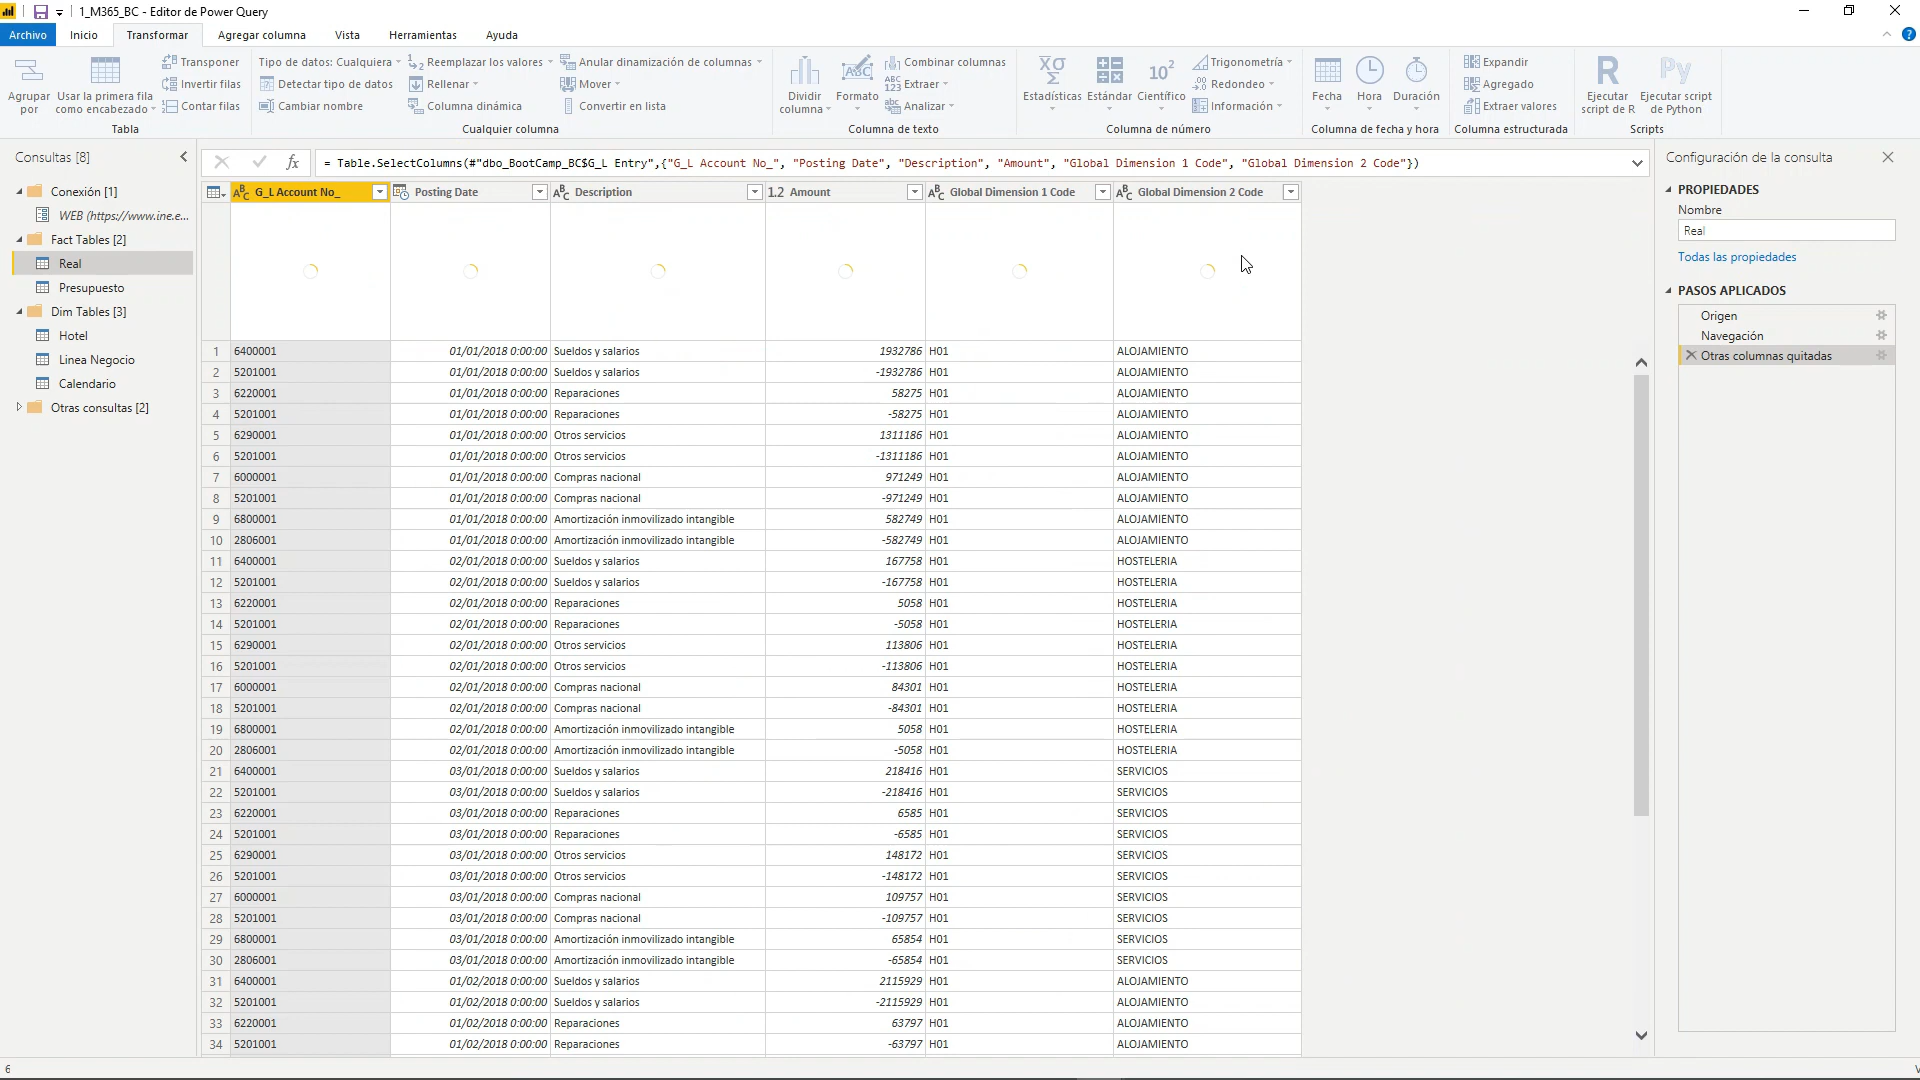 1_M365_BC - Editor de Power Query
Archivo Inicio Transformar Agregar columna Vista Herramientas Ayuda
Agrupar por
Usar la primera fila como encabezado
Transponer
Invertir filas
Contar filas
Tabla
Tipo de datos: Cualquiera
Detectar tipo de datos
Cambiar nombre
Reemplazar los valores
Rellenar
Columna dinámica
Anular dinamización de columnas
Mover
Convertir en lista
Cualquier columna
Dividir columna
Formato
Combinar columnas
Extraer
Analizar
Columna de texto
Estadísticas
Estándar
Científico
Trigonometría
Redondeo
Información
Columna de número
Fecha
Hora
Duración
Columna de fecha y hora
Expandir
Agregado
Extraer valores
Columna estructurada
Ejecutar script de R
Ejecutar script de Python
Scripts
Consultas [8]
Conexión [1]
WEB (https://www.ine.e...
Fact Tables [2]
Real
Presupuesto
Dim Tables [3]
Hotel
Linea Negocio
Calendario
Otras consultas [2]
= Table.SelectColumns(#"dbo_BootCamp_BC$G_L Entry",{"G_L Account No_", "Posting Date", "Description", "Amount", "Global Dimension 1 Code", "Global Dimension 2 Code"})
G_L Account No_ Posting Date Description 1.2 Amount Global Dimension 1 Code Global Dimension 2 Code
1 6400001 01/01/2018 0:00:00 Sueldos y salarios 1932786 H01 ALOJAMIENTO
2 5201001 01/01/2018 0:00:00 Sueldos y salarios -1932786 H01 ALOJAMIENTO
3 6220001 01/01/2018 0:00:00 Reparaciones 58275 H01 ALOJAMIENTO
4 5201001 01/01/2018 0:00:00 Reparaciones -58275 H01 ALOJAMIENTO
5 6290001 01/01/2018 0:00:00 Otros servicios 1311186 H01 ALOJAMIENTO
6 5201001 01/01/2018 0:00:00 Otros servicios -1311186 H01 ALOJAMIENTO
7 6000001 01/01/2018 0:00:00 Compras nacional 971249 H01 ALOJAMIENTO
8 5201001 01/01/2018 0:00:00 Compras nacional -971249 H01 ALOJAMIENTO
9 6800001 01/01/2018 0:00:00 Amortización inmovilizado intangible 582749 H01 ALOJAMIENTO
10 2806001 01/01/2018 0:00:00 Amortización inmovilizado intangible -582749 H01 ALOJAMIENTO
11 6400001 02/01/2018 0:00:00 Sueldos y salarios 167758 H01 HOSTELERIA
12 5201001 02/01/2018 0:00:00 Sueldos y salarios -167758 H01 HOSTELERIA
13 6220001 02/01/2018 0:00:00 Reparaciones 5058 H01 HOSTELERIA
14 5201001 02/01/2018 0:00:00 Reparaciones -5058 H01 HOSTELERIA
15 6290001 02/01/2018 0:00:00 Otros servicios 113806 H01 HOSTELERIA
16 5201001 02/01/2018 0:00:00 Otros servicios -113806 H01 HOSTELERIA
17 6000001 02/01/2018 0:00:00 Compras nacional 84301 H01 HOSTELERIA
18 5201001 02/01/2018 0:00:00 Compras nacional -84301 H01 HOSTELERIA
19 6800001 02/01/2018 0:00:00 Amortización inmovilizado intangible 5058 H01 HOSTELERIA
20 2806001 02/01/2018 0:00:00 Amortización inmovilizado intangible -5058 H01 HOSTELERIA
21 6400001 03/01/2018 0:00:00 Sueldos y salarios 218416 H01 SERVICIOS
22 5201001 03/01/2018 0:00:00 Sueldos y salarios -218416 H01 SERVICIOS
23 6220001 03/01/2018 0:00:00 Reparaciones 6585 H01 SERVICIOS
24 5201001 03/01/2018 0:00:00 Reparaciones -6585 H01 SERVICIOS
25 6290001 03/01/2018 0:00:00 Otros servicios 148172 H01 SERVICIOS
26 5201001 03/01/2018 0:00:00 Otros servicios -148172 H01 SERVICIOS
27 6000001 03/01/2018 0:00:00 Compras nacional 109757 H01 SERVICIOS
28 5201001 03/01/2018 0:00:00 Compras nacional -109757 H01 SERVICIOS
29 6800001 03/01/2018 0:00:00 Amortización inmovilizado intangible 65854 H01 SERVICIOS
30 2806001 03/01/2018 0:00:00 Amortización inmovilizado intangible -65854 H01 SERVICIOS
31 6400001 01/02/2018 0:00:00 Sueldos y salarios 2115929 H01 ALOJAMIENTO
32 5201001 01/02/2018 0:00:00 Sueldos y salarios -2115929 H01 ALOJAMIENTO
33 6220001 01/02/2018 0:00:00 Reparaciones 63797 H01 ALOJAMIENTO
34 5201001 01/02/2018 0:00:00 Reparaciones -63797 H01 ALOJAMIENTO
Configuración de la consulta
PROPIEDADES
Nombre
Real
Todas las propiedades
PASOS APLICADOS
Origen
Navegación
Otras columnas quitadas
6